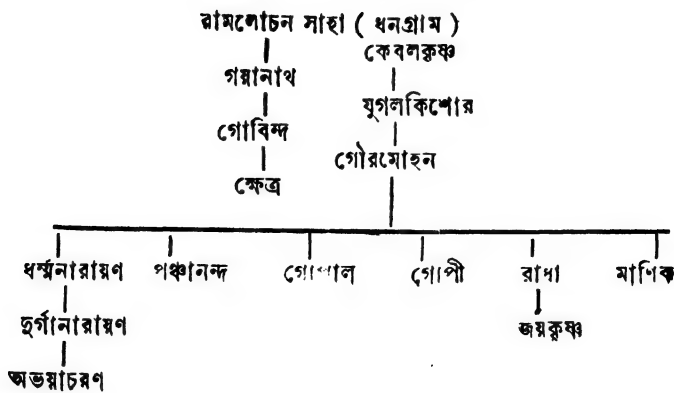 রামলোচন সাহা ( ধনগ্রাম )
গয়ানাথ কেবলকৃষ্ণ
গোবিন্দ যুগলকিশোর
ক্ষেত্র গৌরমোহন
ধর্ম্মনারায়ণ পঞ্চানন্দ গোপাল গোপী রাধা মাণিক
দুর্গানারায়ণ জয়কৃষ্ণ
অভয়াচরণ